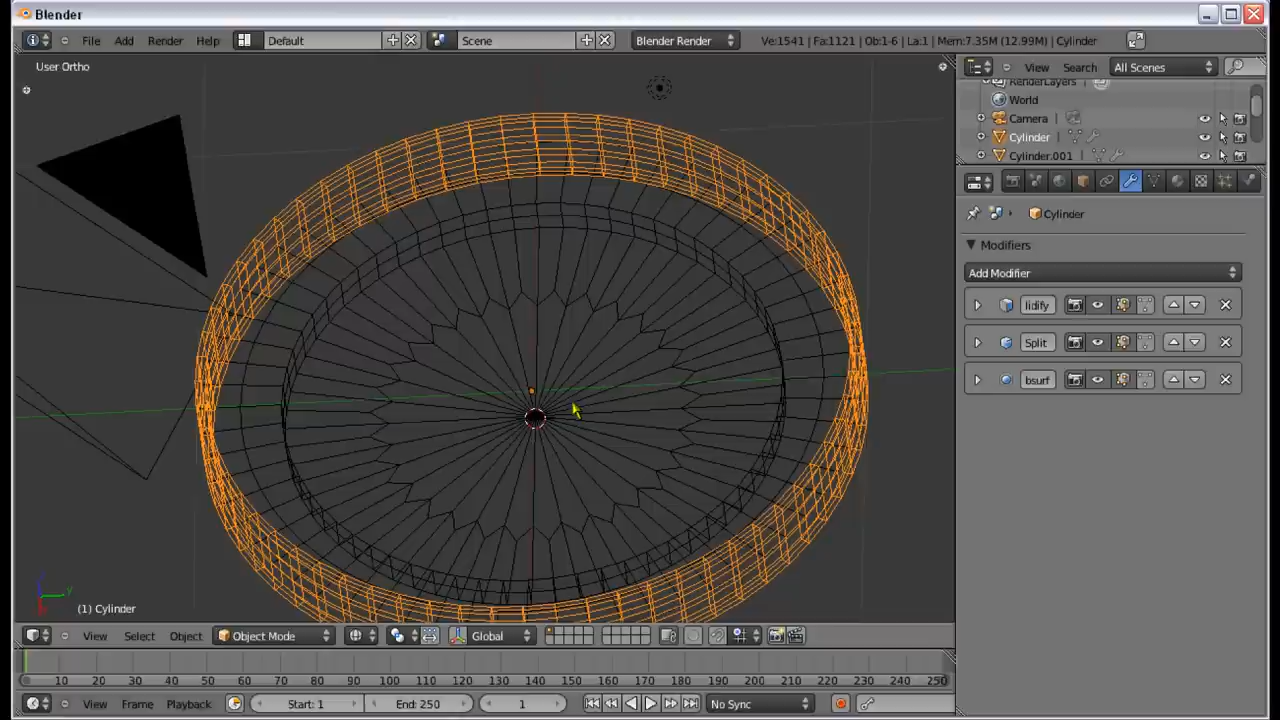 Blender
File Add Render Help Default Scene Blender Render Ve:1541 | Fa:1121 | Ob:1-6 | La:1 | Mem:7.35M (12.99M) | Cylinder
User Ortho
View Search All Scenes
RenderLayers
World
Camera
Cylinder
Cylinder.001
Cylinder
Modifiers
Add Modifier
lidify
Split
bsurf
(1) Cylinder
View Select Object Object Mode Global
10 20 30 40 50 60 70 80 90 100 110 120 130 140 150 160 170 180 190 200 210 220 230 240 250
View Frame Playback Start: 1 End: 250 1 No Sync